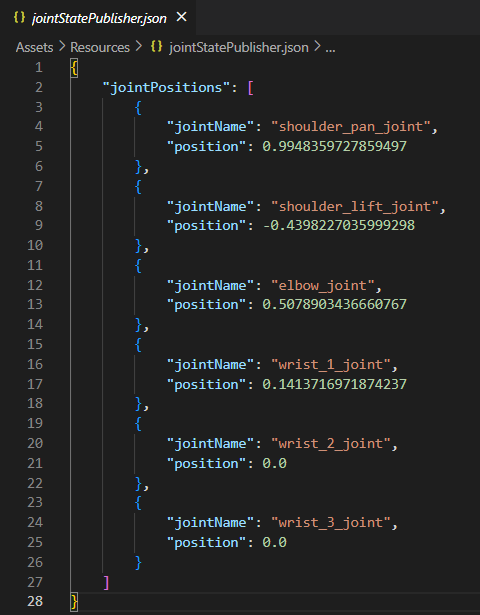 {} jointStatePublisher.json ×
Assets > Resources > {} jointStatePublisher.json > ...
1 {
2 "jointPositions": [
3 {
4 "jointName": "shoulder_pan_joint",
5 "position": 0.9948359727859497
6 },
7 {
8 "jointName": "shoulder_lift_joint",
9 "position": -0.4398227035999298
10 },
11 {
12 "jointName": "elbow_joint",
13 "position": 0.5078903436660767
14 },
15 {
16 "jointName": "wrist_1_joint",
17 "position": 0.1413716971874237
18 },
19 {
20 "jointName": "wrist_2_joint",
21 "position": 0.0
22 },
23 {
24 "jointName": "wrist_3_joint",
25 "position": 0.0
26 }
27 ]
28 }